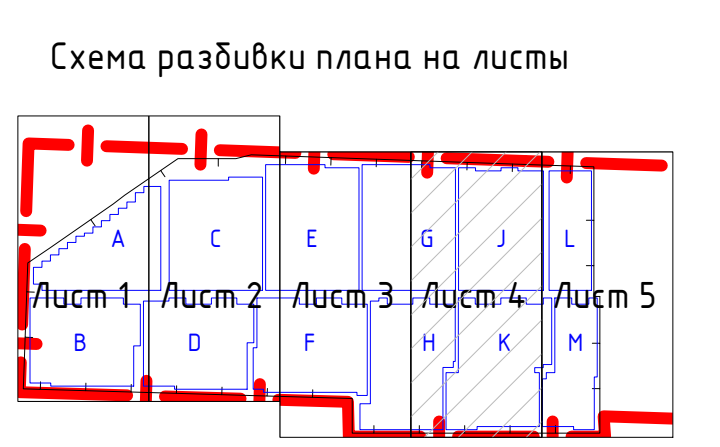 Схема разбивки плана на листы
A C E G J L
Лист 1 Лист 2 Лист 3 Лист 4 Лист 5
B D F H K M